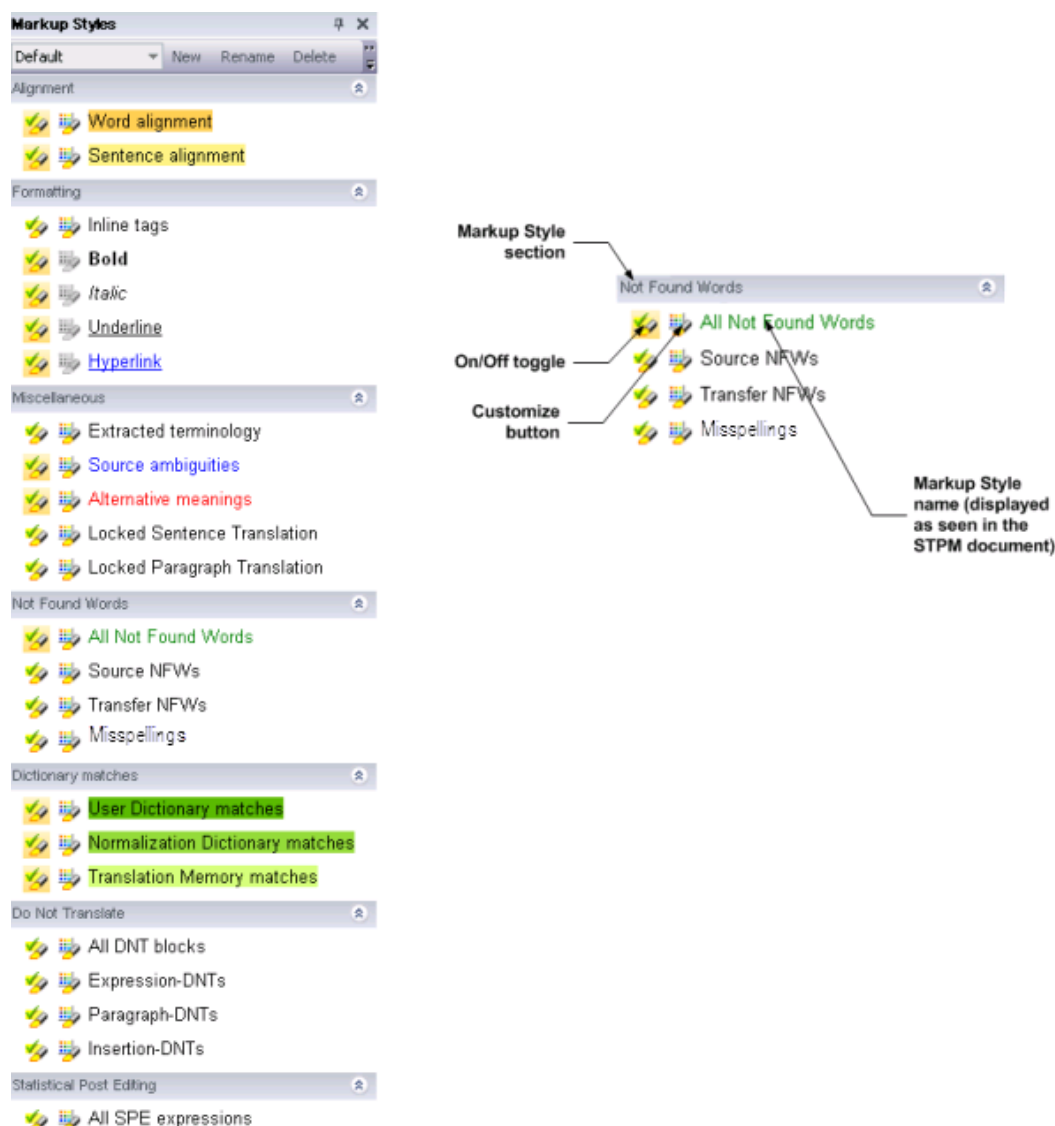 Markup Styles
Default New Rename Delete
Alignment
Word alignment
Sentence alignment
Formatting
Inline tags
Bold
Italic
Underline
Hyperlink
Miscellaneous
Extracted terminology
Source ambiguities
Alternative meanings
Locked Sentence Translation
Locked Paragraph Translation
Not Found Words
All Not Found Words
Source NFWs
Transfer NFWs
Misspellings
Dictionary matches
User Dictionary matches
Normalization Dictionary matches
Translation Memory matches
Do Not Translate
All DNT blocks
Expression-DNTs
Paragraph-DNTs
Insertion-DNTs
Statistical Post Editing
All SPE expressions
Markup Style
section
Not Found Words
All Not Found Words
On/Off toggle
Source NFWs
Transfer NFWs
Customize
button
Misspellings
Markup Style
name (displayed
as seen in the
STPM document)